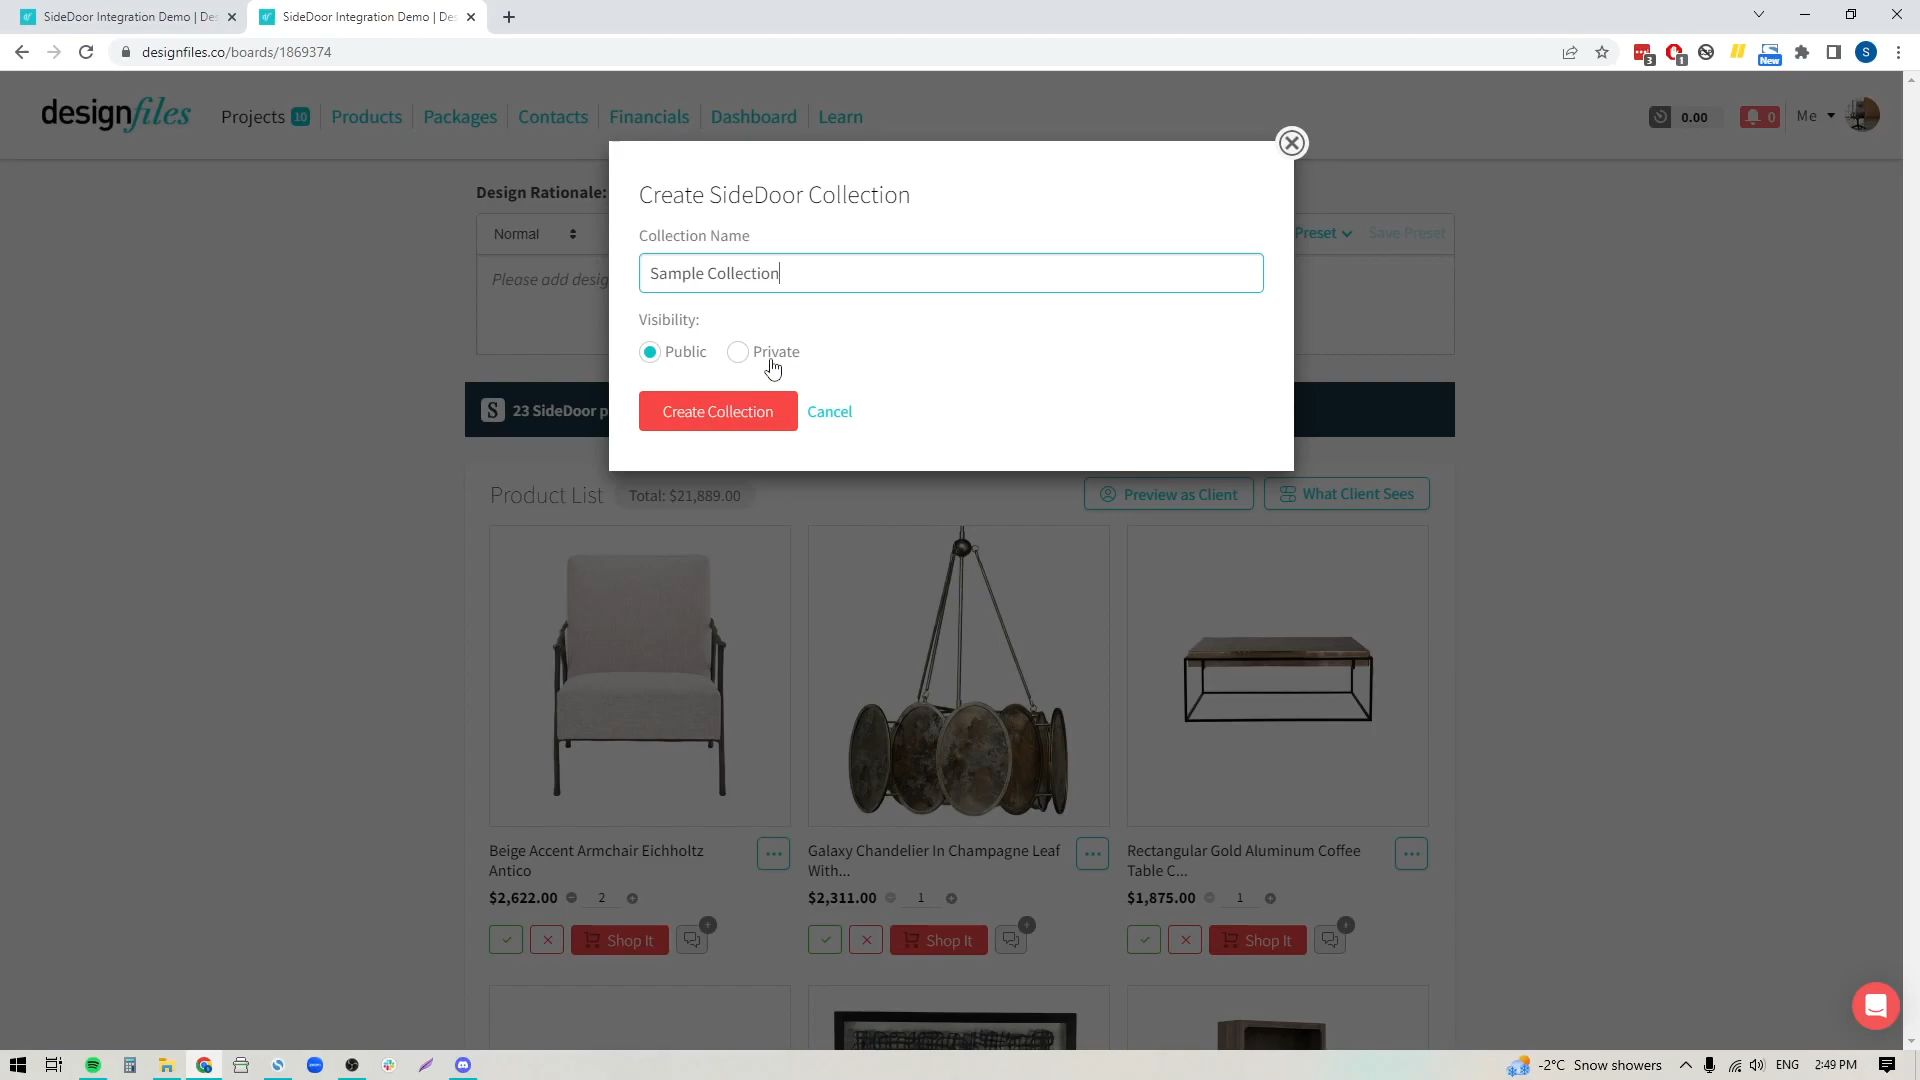 SideDoor Integration Demo | Des
SideDoor Integration Demo | Des
designfiles.co/boards/1869374
3
1
New
S
designfiles
Projects 10
Products
Packages
Contacts
Financials
Dashboard
Learn
0.00
0
Me
Design Rationale:
Normal
Preset
Save Preset
Please add desig
Create SideDoor Collection
Collection Name
Sample Collection
Visibility:
Public
Private
Create Collection
Cancel
S 23 SideDoor p
Product List
Total: $21,889.00
Preview as Client
What Client Sees
Beige Accent Armchair Eichholtz
Antico
$2,622.00
2
Shop It
Galaxy Chandelier In Champagne Leaf
With...
$2,311.00
1
Shop It
Rectangular Gold Aluminum Coffee
Table C...
$1,875.00
1
Shop It
-2°C Snow showers
ENG
2:49 PM